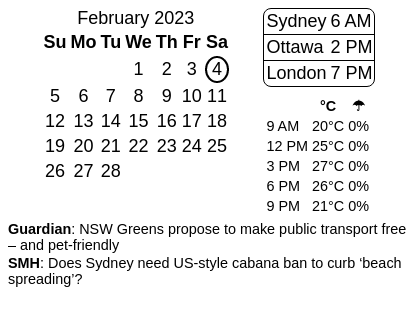 February 2023
Su Mo Tu We Th Fr Sa
1 2 3 4
5 6 7 8 9 10 11
12 13 14 15 16 17 18
19 20 21 22 23 24 25
26 27 28
Sydney 6 AM
Ottawa 2 PM
London 7 PM
°C ☂
9 AM 20°C 0%
12 PM 25°C 0%
3 PM 27°C 0%
6 PM 26°C 0%
9 PM 21°C 0%
Guardian: NSW Greens propose to make public transport free
– and pet-friendly
SMH: Does Sydney need US-style cabana ban to curb ‘beach
spreading’?